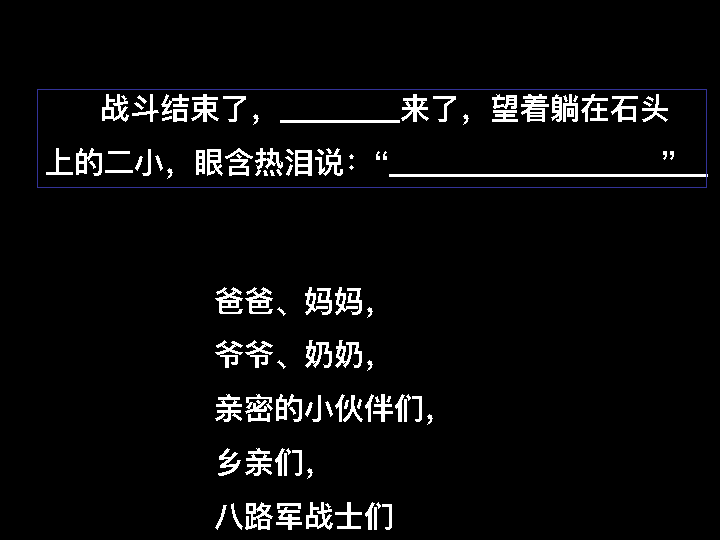 战斗结束了，________来了，望着躺在石头
上的二小，眼含热泪说：“__________________”__
爸爸、妈妈，
爷爷、奶奶，
亲密的小伙伴们，
乡亲们，
八路军战士们